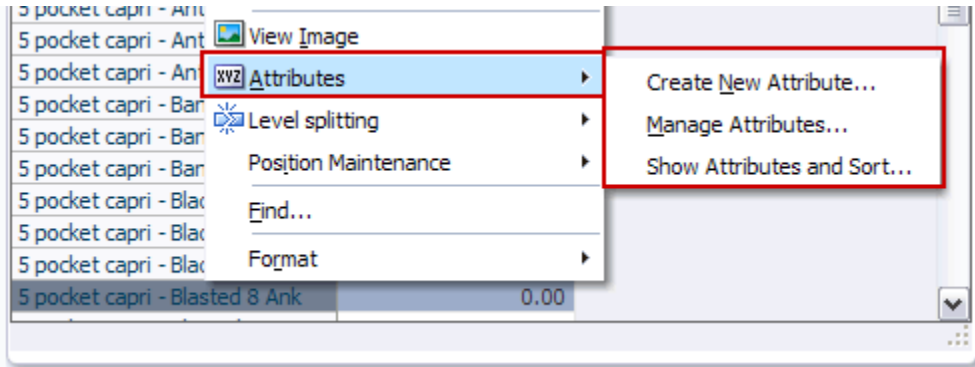 5 pocket capri - Ant
5 pocket capri - Ant
View Image
5 pocket capri - Ant
XYZ Attributes
Create New Attribute...
5 pocket capri - Ban
Level splitting
5 pocket capri - Ban
Manage Attributes...
5 pocket capri - Ban
Position Maintenance
Show Attributes and Sort...
5 pocket capri - Blac
Find...
5 pocket capri - Blac
5 pocket capri - Blac
Format
5 pocket capri - Blasted 8 Ank 0.00